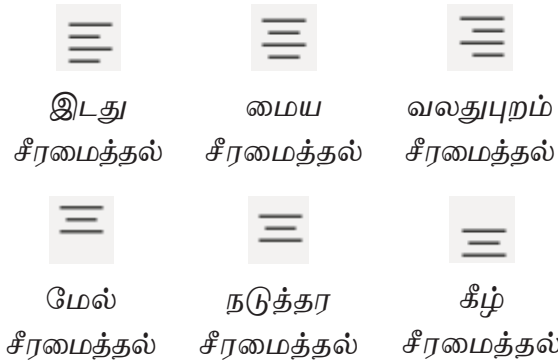 இடது மைய வலதுபுறம்
சீரமைத்தல் சீரமைத்தல் சீரமைத்தல்
மேல் நடுத்தர கீழ்
சீரமைத்தல் சீரமைத்தல் சீரமைத்தல்